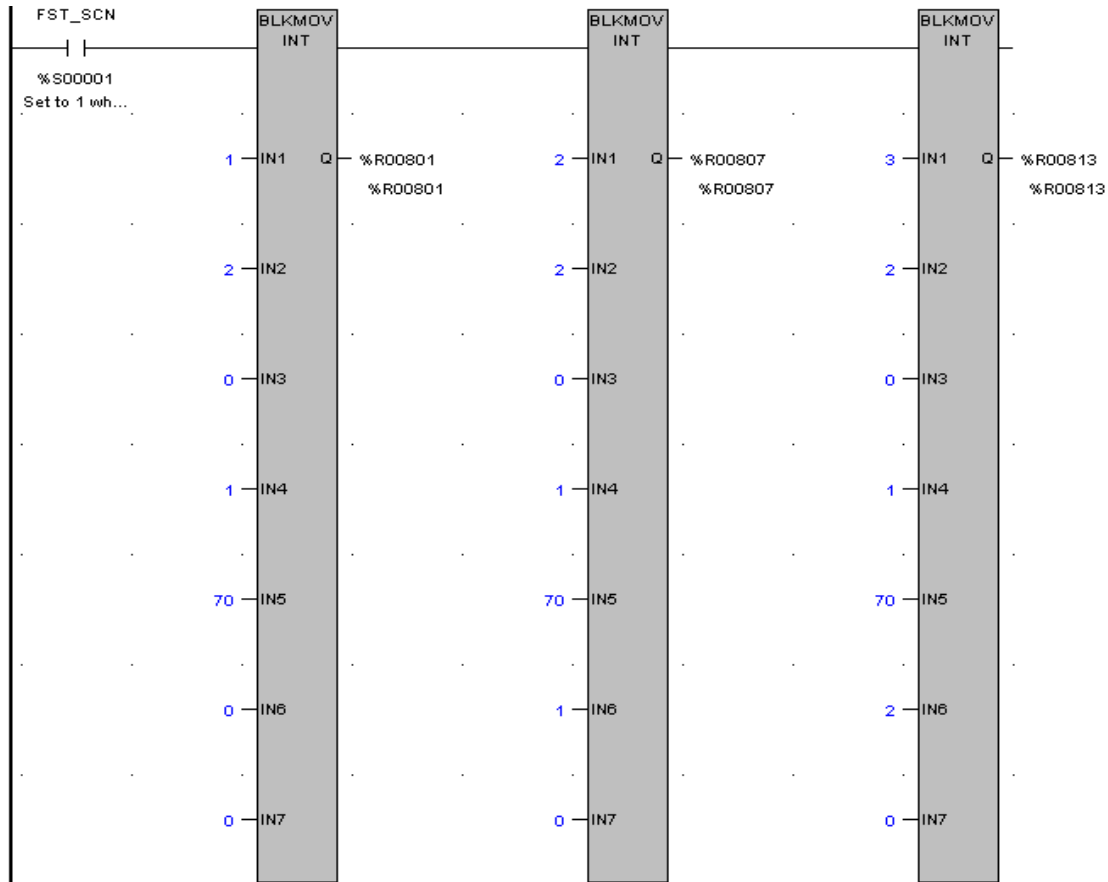 FST_SCN
BLKMOV INT
BLKMOV INT
BLKMOV INT
%S00001
Set to 1 wh...
1 IN1 Q %R00801 2 IN1 Q %R00807 3 IN1 Q %R00813
%R00801 %R00807 %R00813
2 IN2 2 IN2 2 IN2
0 IN3 0 IN3 0 IN3
1 IN4 1 IN4 1 IN4
70 IN5 70 IN5 70 IN5
0 IN6 1 IN6 2 IN6
0 IN7 0 IN7 0 IN7